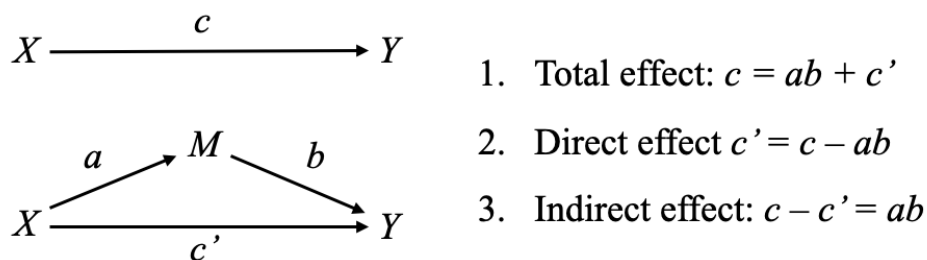 c
X Y
1. Total effect: c = ab + c’
M
a b
2. Direct effect c’ = c – ab
X Y
3. Indirect effect: c – c’ = ab
c’